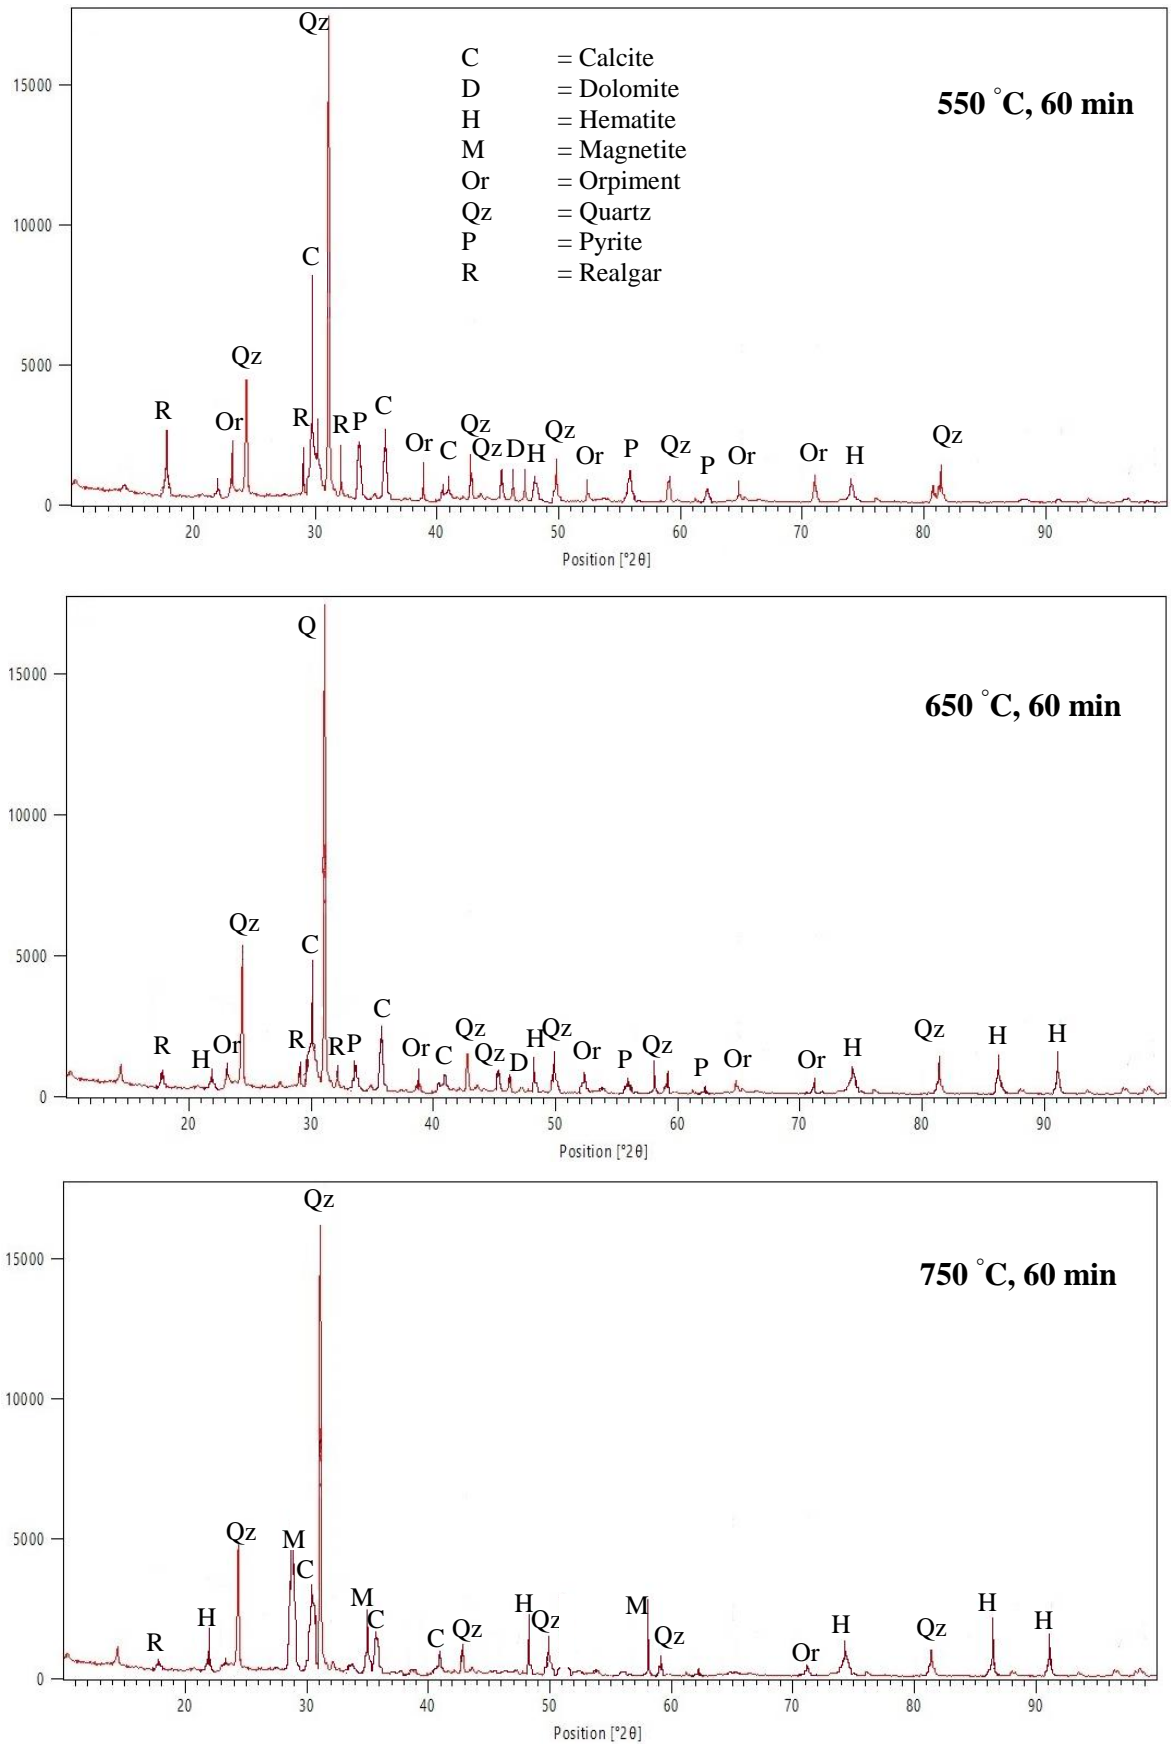 Qz
C = Calcite
D = Dolomite
H = Hematite
M = Magnetite
Or = Orpiment
Qz = Quartz
P = Pyrite
R = Realgar
550 °C, 60 min
15000
10000
5000
0
C
Qz
R
Or
R
R
P
C
Or
C
Qz
Qz
D
H
Qz
Or
P
Qz
P
Or
Or
H
Qz
20 30 40 50 60 70 80 90
Position [°2θ]
Q
650 °C, 60 min
15000
10000
5000
0
Qz
C
R
H
Or
R
R
P
C
Or
C
Qz
Qz
D
H
Qz
Or
P
Qz
P
Or
Or
H
Qz
H
H
20 30 40 50 60 70 80 90
Position [°2θ]
Qz
750 °C, 60 min
15000
10000
5000
0
R
H
Qz
M
C
M
C
C
Qz
H
Qz
M
Qz
Or
H
Qz
H
H
20 30 40 50 60 70 80 90
Position [°2θ]